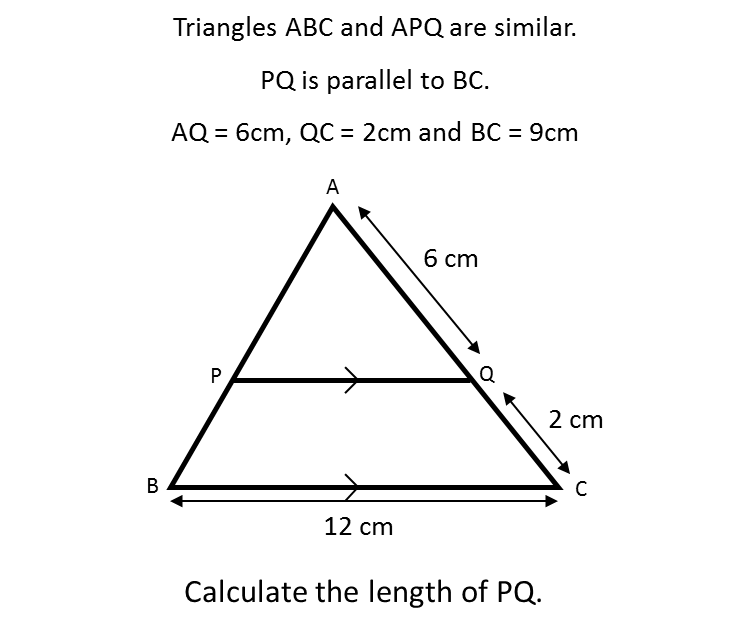 Triangles ABC and APQ are similar.
PQ is parallel to BC.
AQ = 6cm, QC = 2cm and BC = 9cm
A
6 cm
P
Q
2 cm
B
C
12 cm
Calculate the length of PQ.